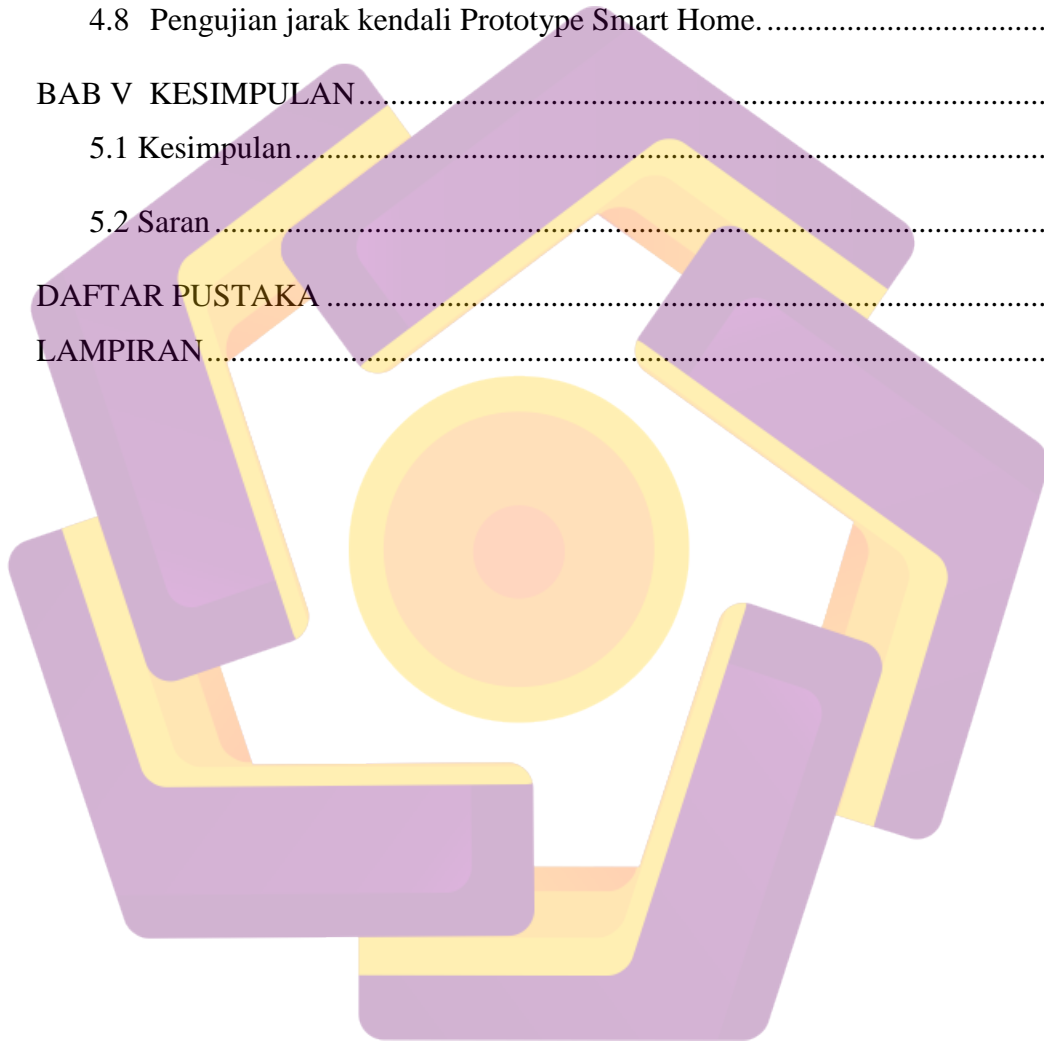 4.8 Pengujian jarak kendali Prototype Smart Home. ......................................
BAB V KESIMPULAN.....................................................................................
5.1 Kesimpulan..............................................................................................
5.2 Saran .......................................................................................................
DAFTAR PUSTAKA ........................................................................................
LAMPIRAN.......................................................................................................